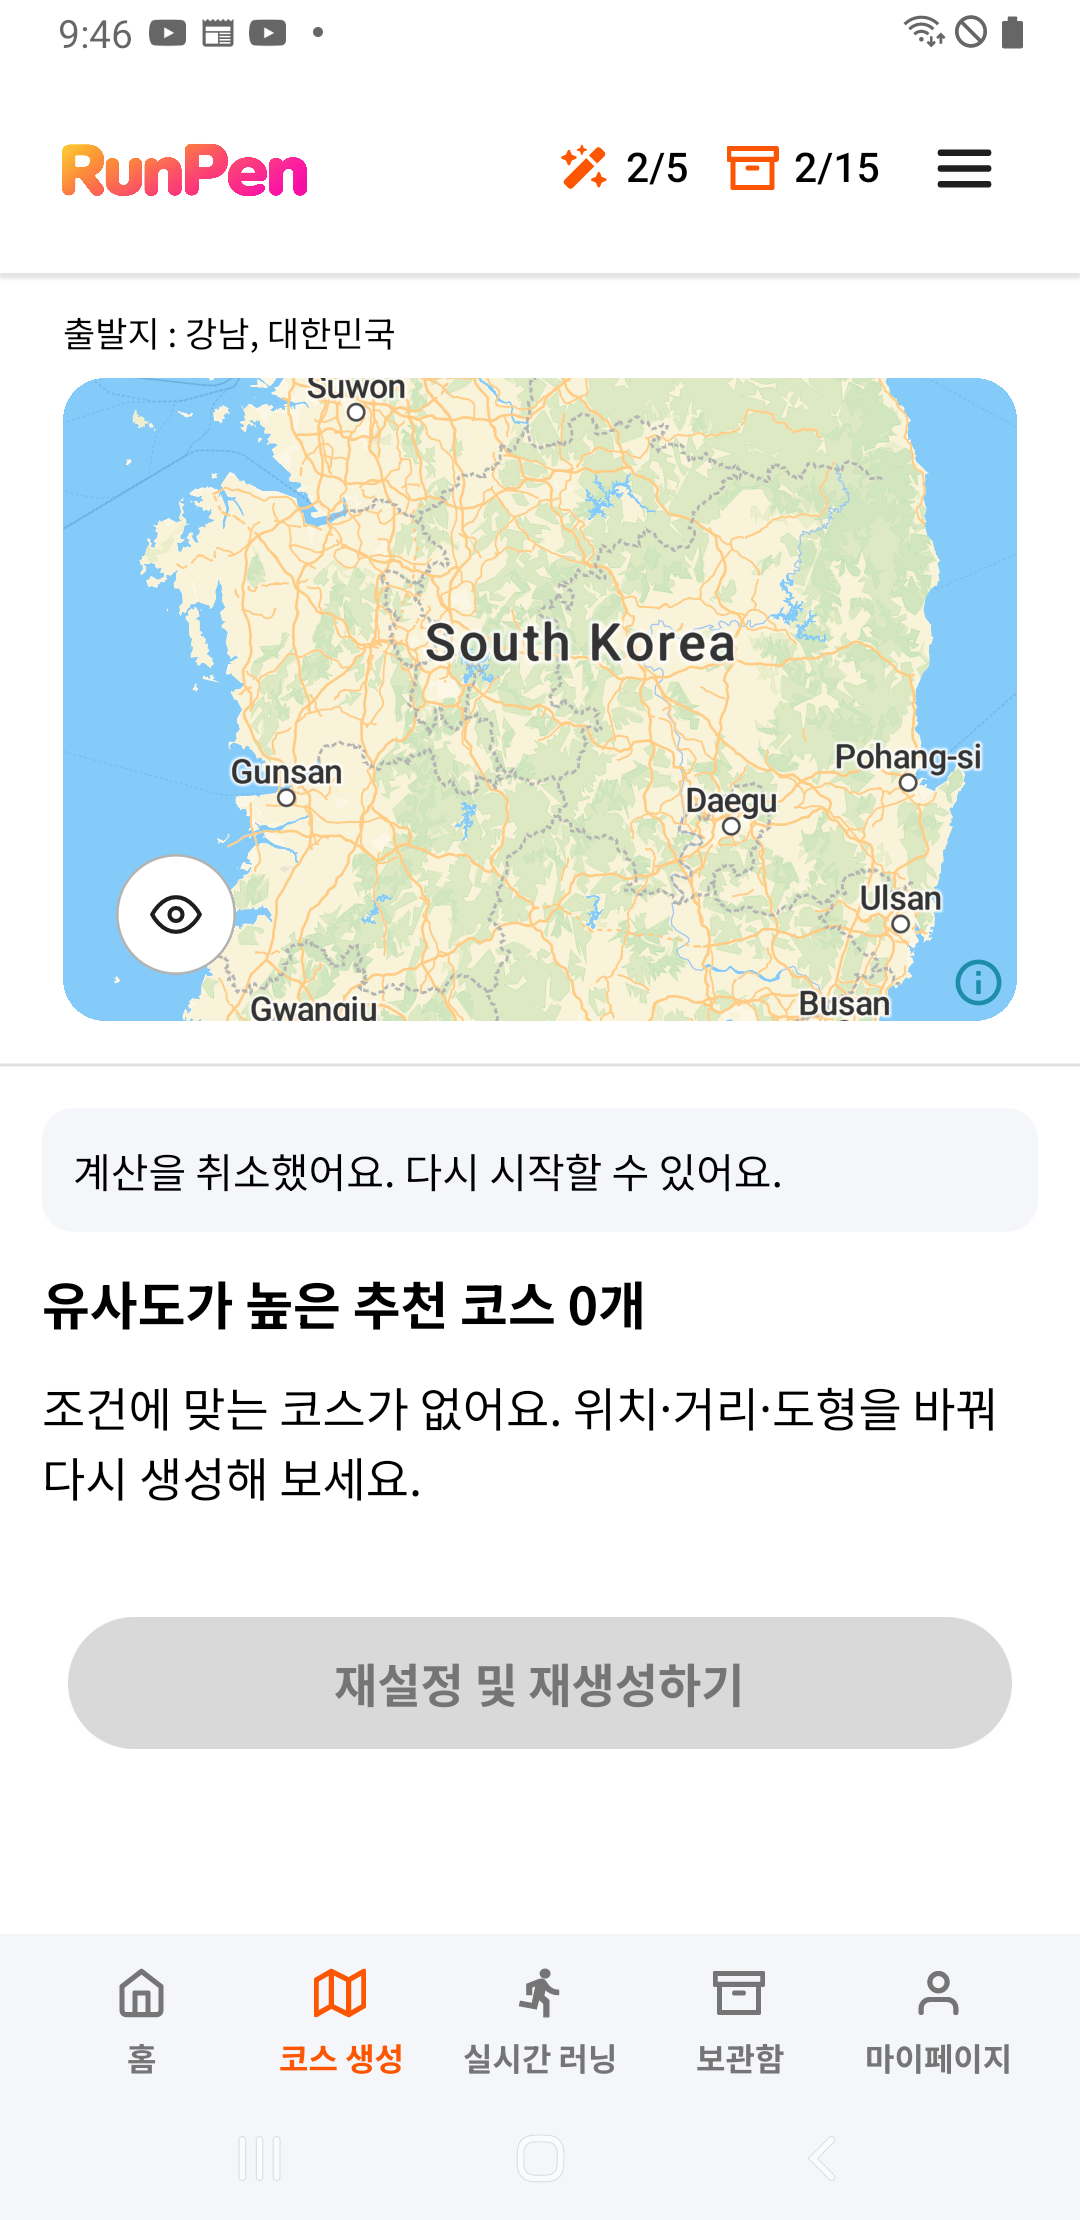 9:46
RunPen
2/5
2/15
출발지 : 강남, 대한민국
Suwon
South Korea
Gunsan
Pohang-si
Daegu
Ulsan
Gwangju
Busan
계산을 취소했어요. 다시 시작할 수 있어요.
유사도가 높은 추천 코스 0개
조건에 맞는 코스가 없어요. 위치·거리·도형을 바꿔
다시 생성해 보세요.
재설정 및 재생성하기
홈
코스 생성
실시간 러닝
보관함
마이페이지